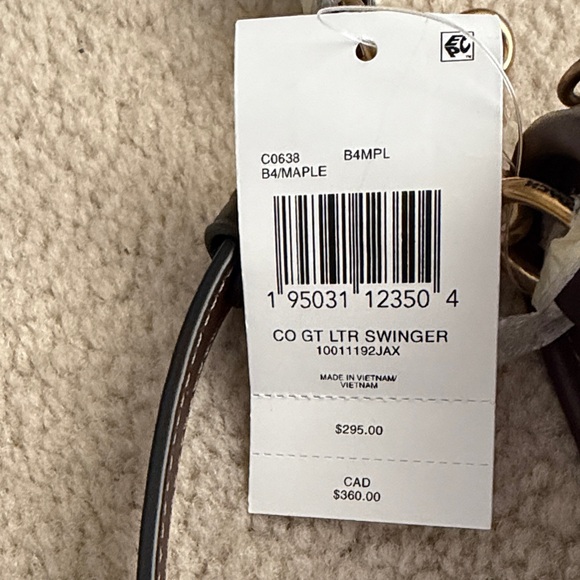 EPC
C0638 B4MPL
B4/MAPLE
1 95031 12350 4
CO GT LTR SWINGER
10011192JAX
MADE IN VIETNAM/
VIETNAM
$295.00
CAD
$360.00